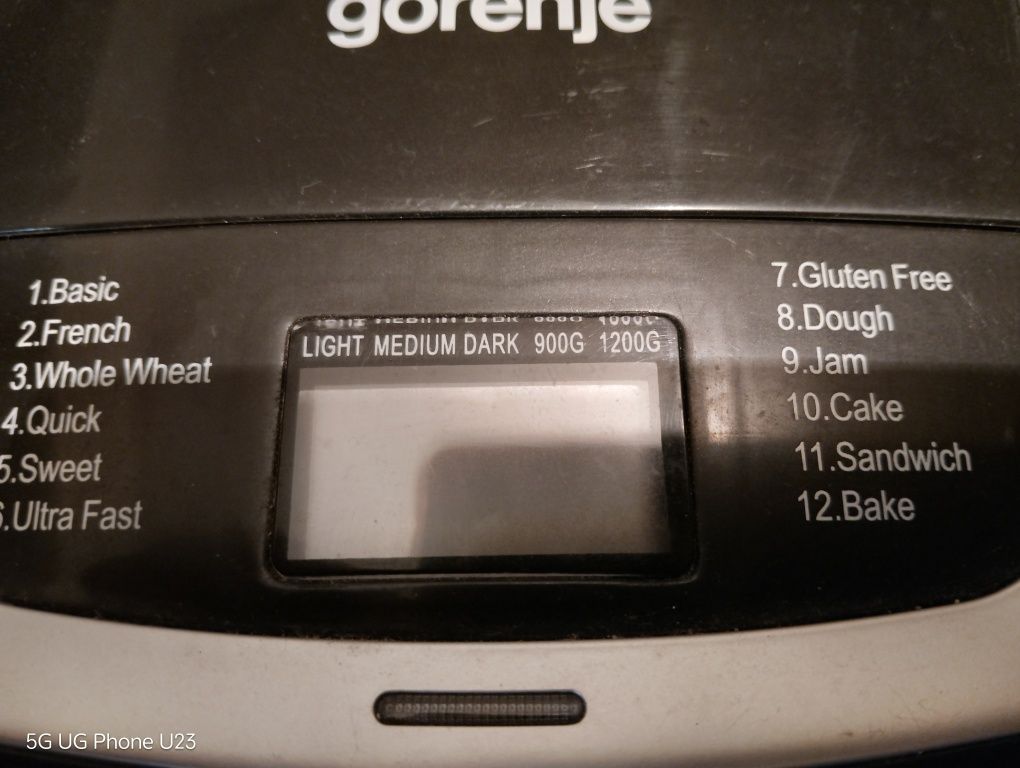 gorenje
1.Basic
2.French
3.Whole Wheat
4.Quick
5.Sweet
6.Ultra Fast
LIGHT MEDIUM DARK 900G 1200G
7.Gluten Free
8.Dough
9.Jam
10.Cake
11.Sandwich
12.Bake
5G UG Phone U23